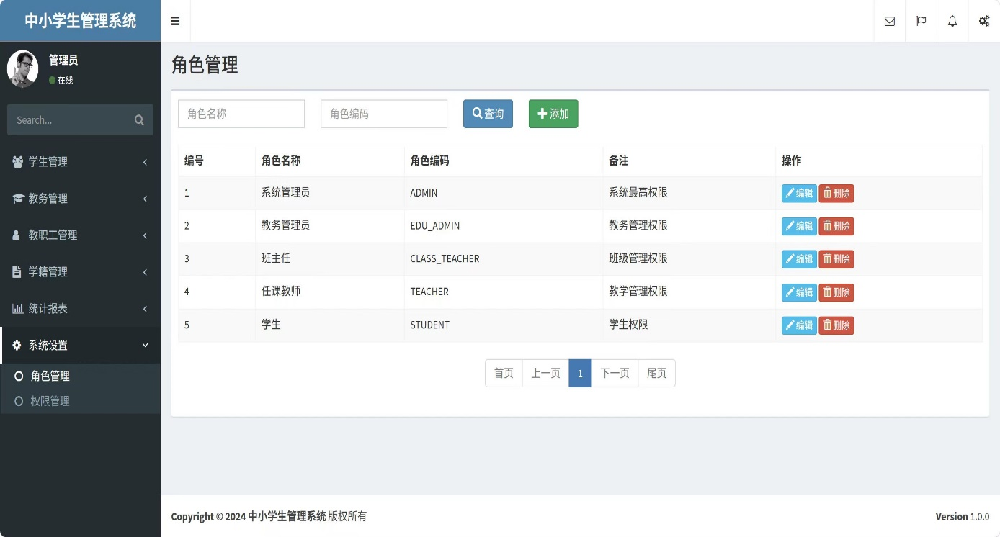 中小学生管理系统
管理员
在线
Search...
学生管理
教务管理
教职工管理
学籍管理
统计报表
系统设置
角色管理
权限管理
角色管理
角色名称 角色编码 查询 添加
编号 角色名称 角色编码 备注 操作
1 系统管理员 ADMIN 系统最高权限 编辑 删除
2 教务管理员 EDU_ADMIN 教务管理权限 编辑 删除
3 班主任 CLASS_TEACHER 班级管理权限 编辑 删除
4 任课教师 TEACHER 教学管理权限 编辑 删除
5 学生 STUDENT 学生权限 编辑 删除
首页 上一页 1 下一页 尾页
Copyright © 2024 中小学生管理系统 版权所有 Version 1.0.0